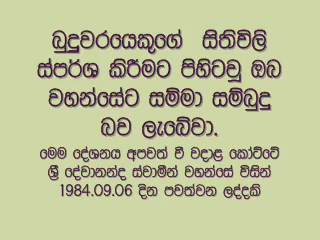 බුදුවරයෙකුගේ සිතිවිලි
ස්පර්ශ කිරීමට පිහිටවූ ඔබ
වහන්සේට සම්මා සම්බුදු
බව ලැබේවා.
මෙම දේශනය අපවත් වී වදාළ කෝට්ටේ
ශ්‍රී දේවානන්ද ස්වාමීන් වහන්සේ විසින්
1984.09.06 දින පවත්වන ලද්දකි